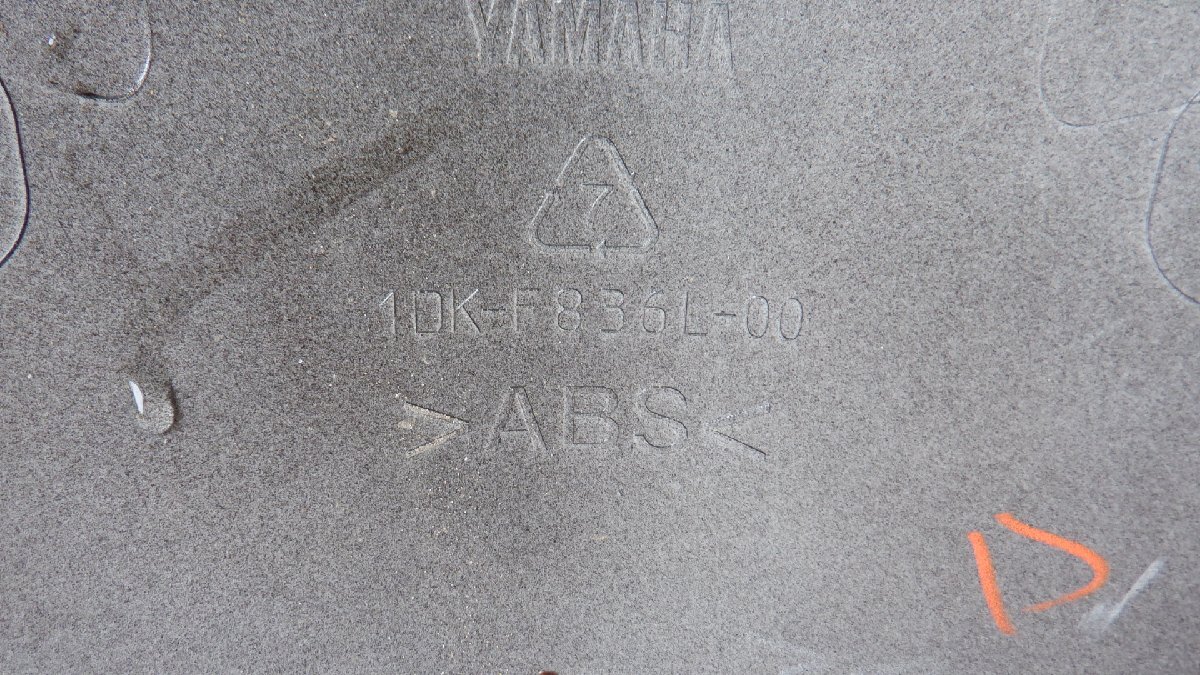 YAMAHA
7
1DK-F836L-00
>ABS<
D